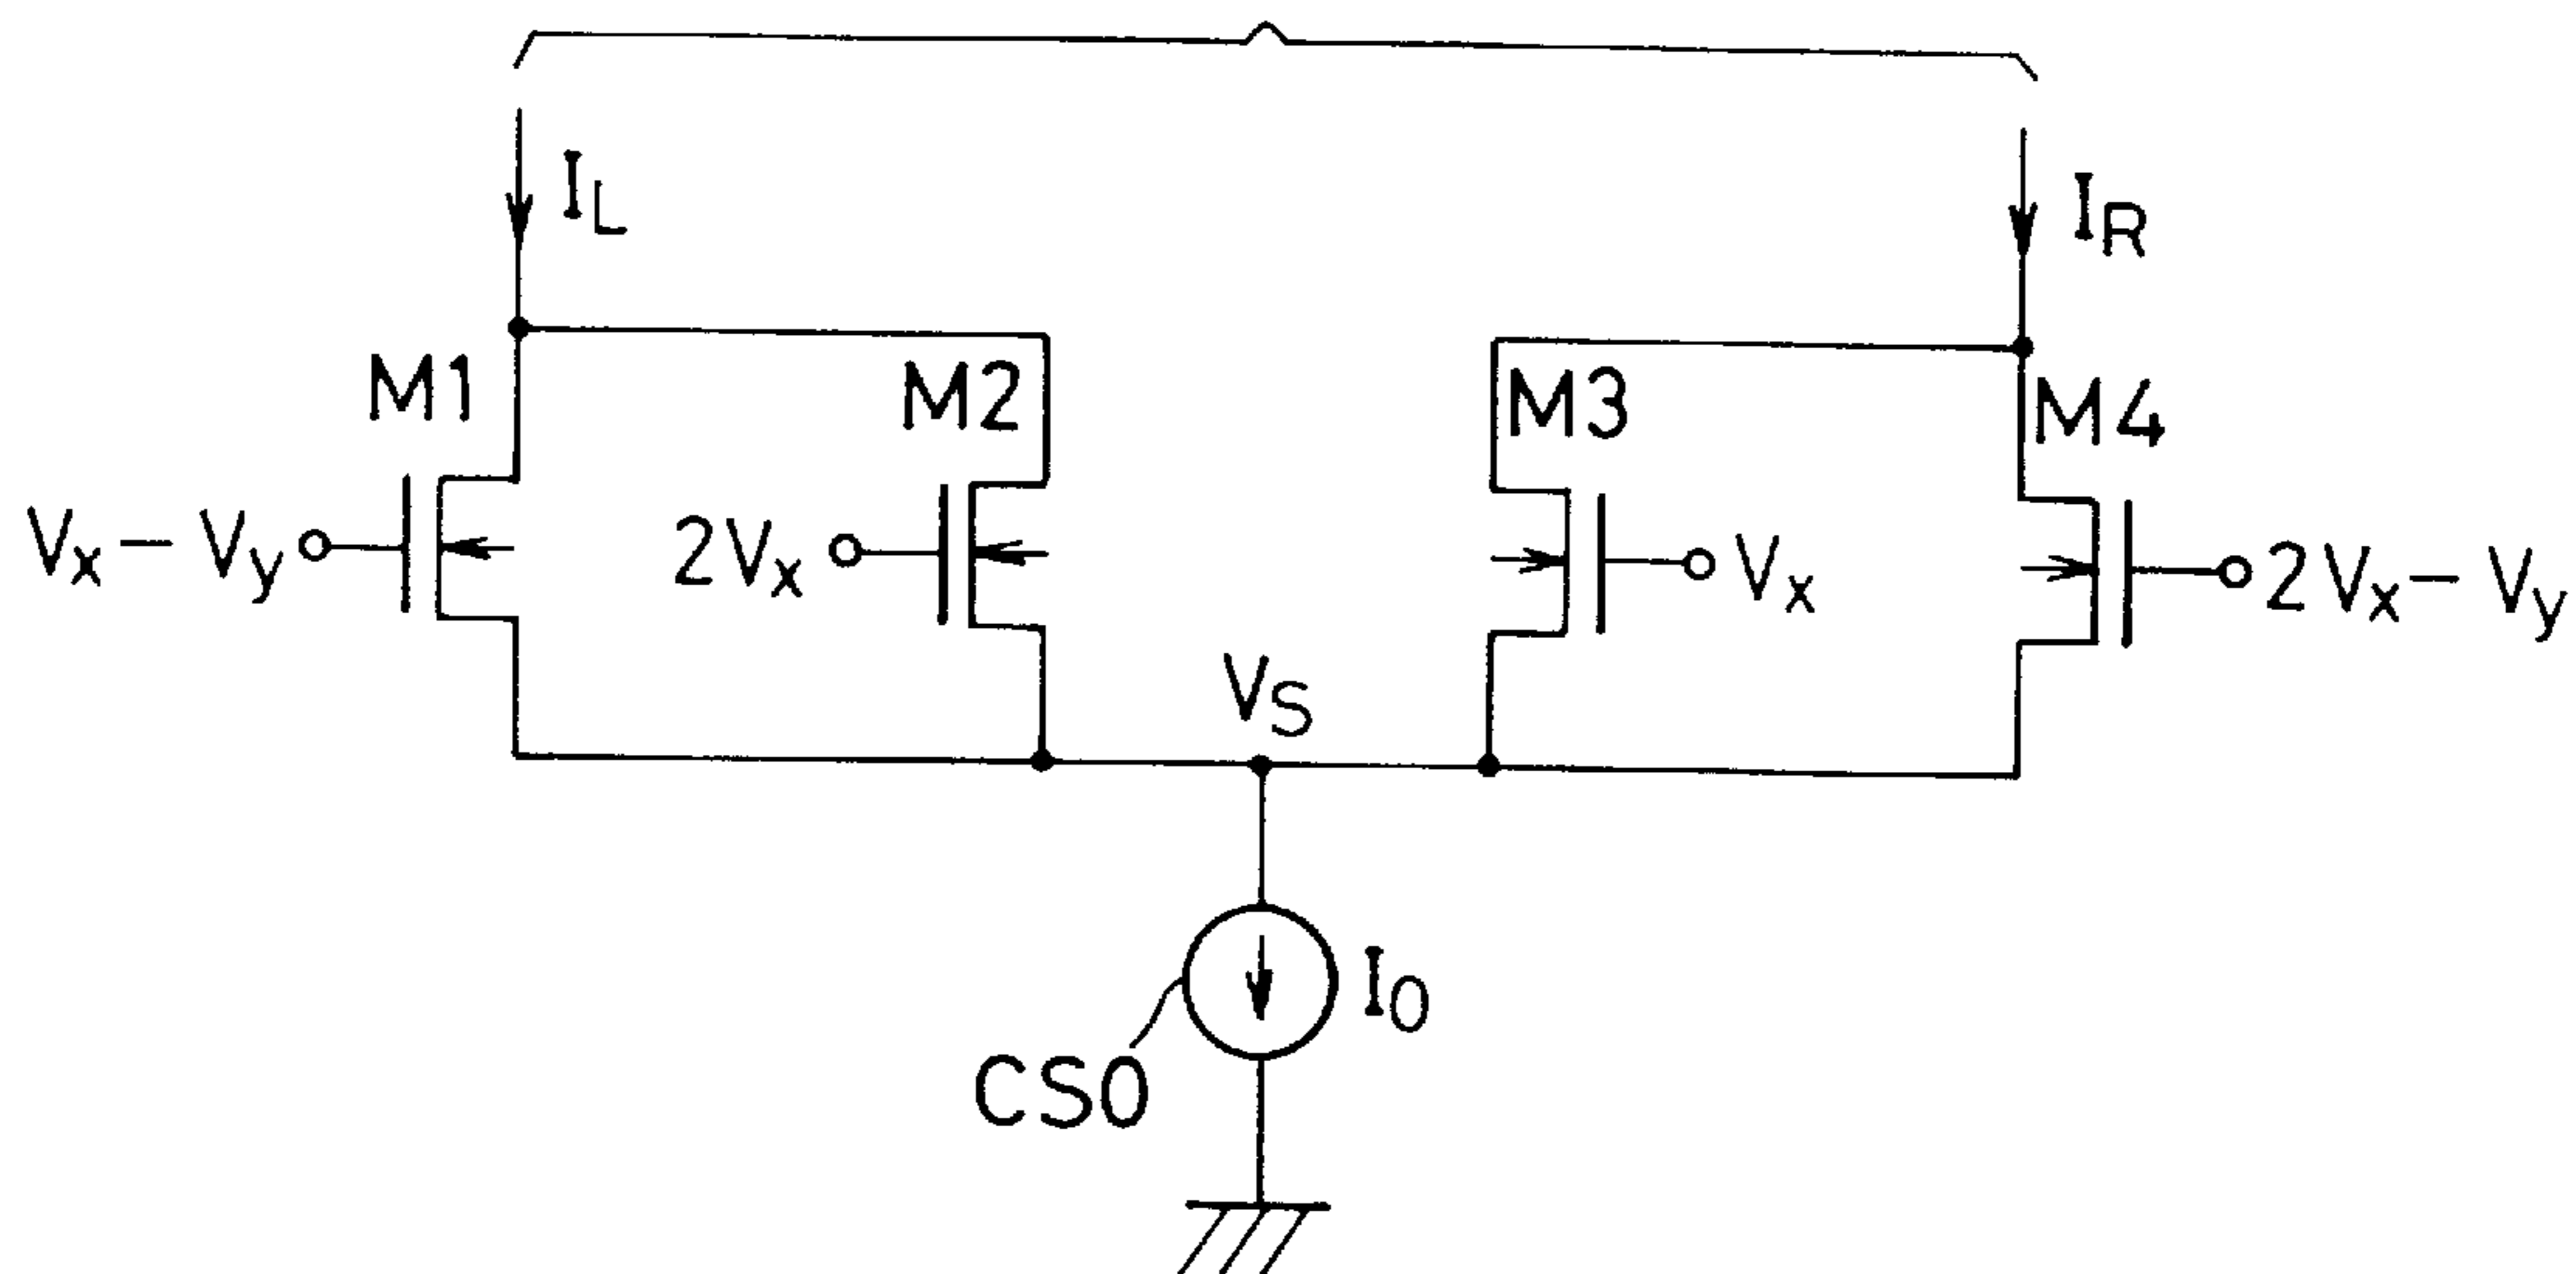 I_L
I_R
M1
M2
M3
M4
V_x − V_y
2V_x
V_x
2V_x − V_y
V_S
I_0
CS0